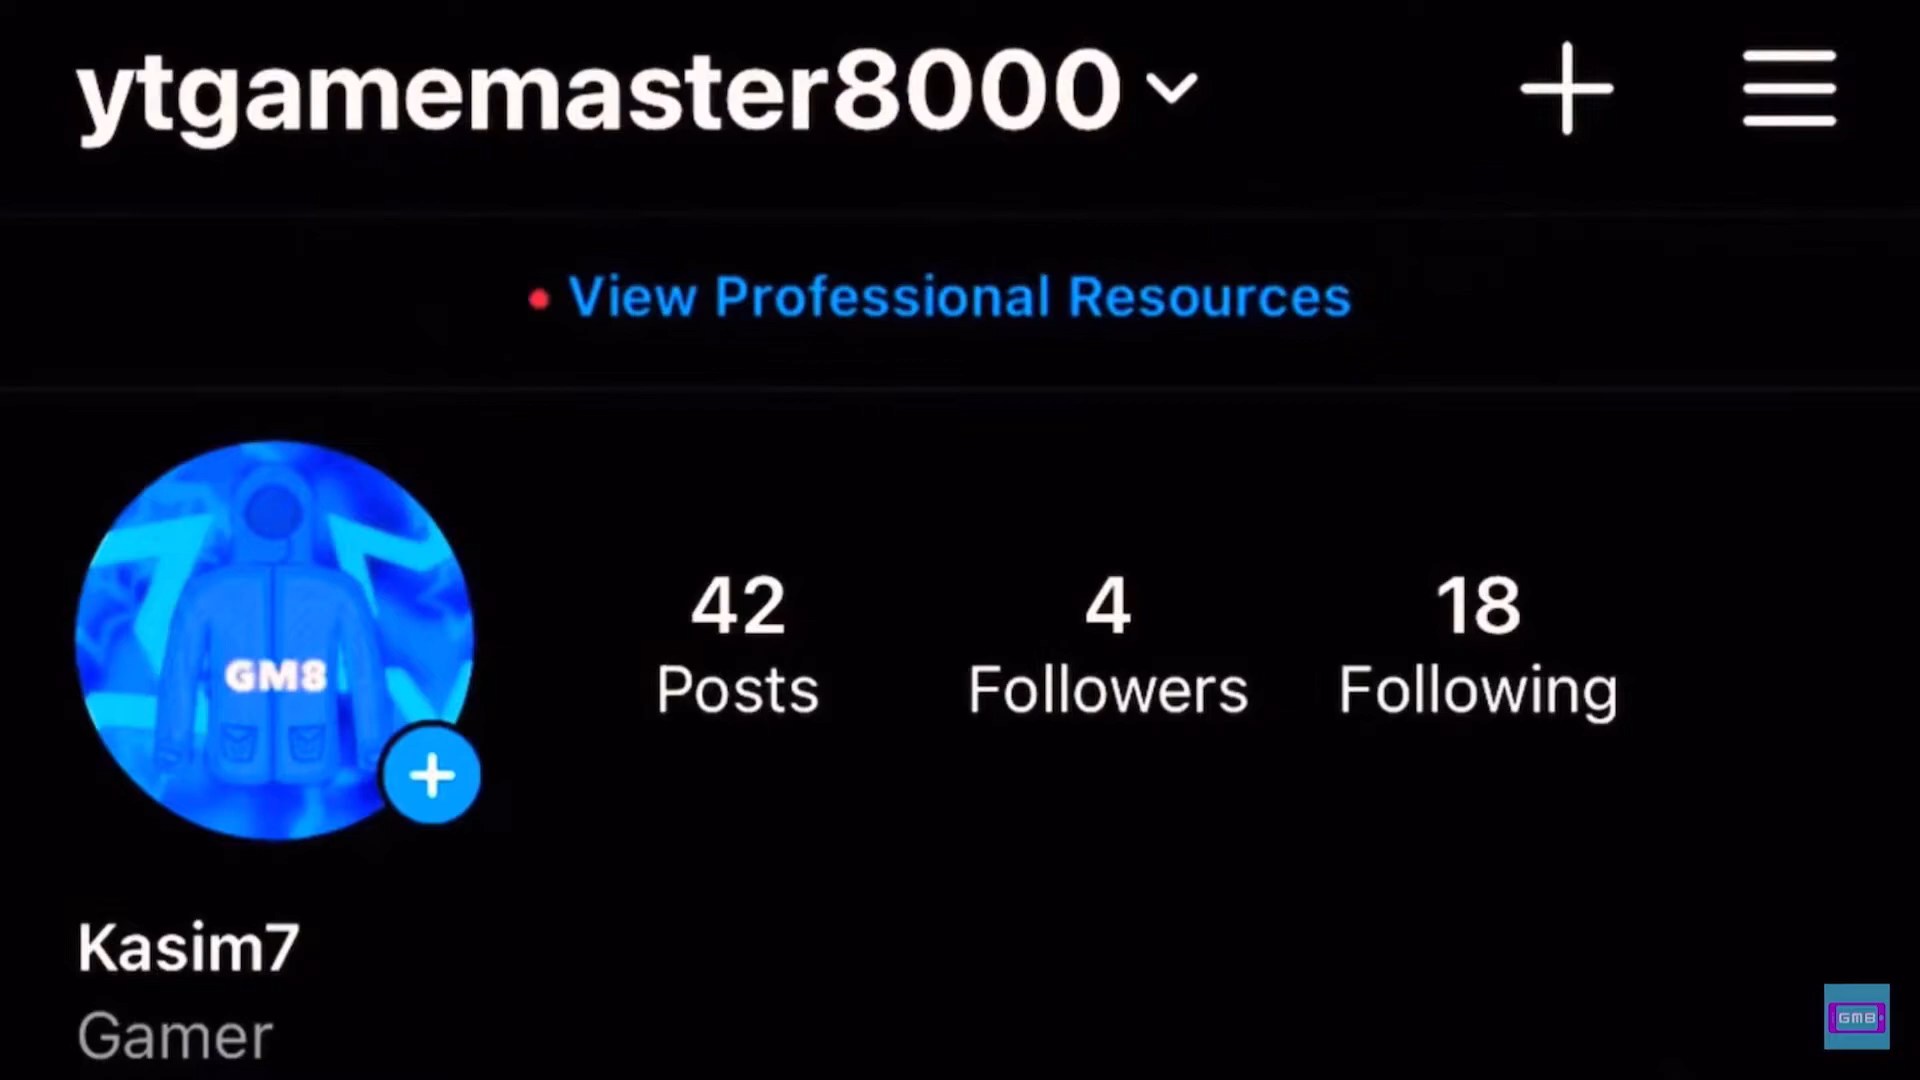 ytgamemaster8000
View Professional Resources
42 4 18
Posts Followers Following
GM8
Kasim7
Gamer
GM8